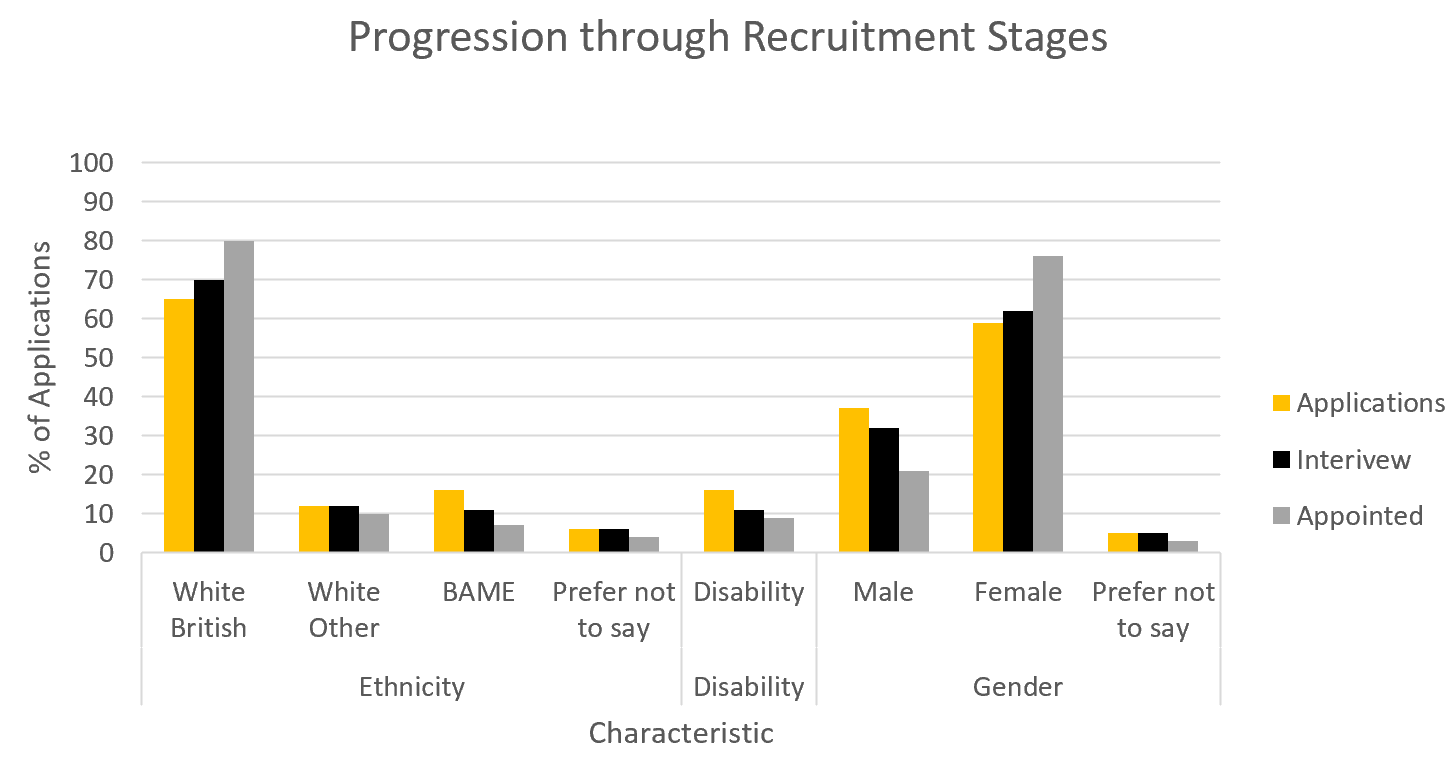 Progression through Recruitment Stages
100
90
80
70
60
50
40
30
20
10
0
% of Applications
White British
White Other
BAME
Prefer not to say
Disability
Male
Female
Prefer not to say
Ethnicity
Disability
Gender
Characteristic
Applications
Interivew
Appointed